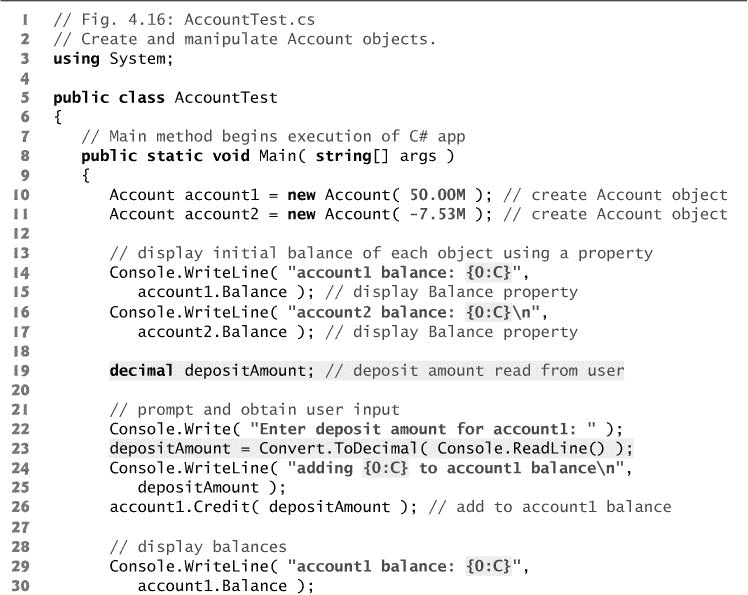 1 // Fig. 4.16: AccountTest.cs
2 // Create and manipulate Account objects.
3 using System;
4
5 public class AccountTest
6 {
7    // Main method begins execution of C# app
8    public static void Main( string[] args )
9    {
10       Account account1 = new Account( 50.00M ); // create Account object
11       Account account2 = new Account( -7.53M ); // create Account object
12
13       // display initial balance of each object using a property
14       Console.WriteLine( "account1 balance: {0:C}",
15          account1.Balance ); // display Balance property
16       Console.WriteLine( "account2 balance: {0:C}\n",
17          account2.Balance ); // display Balance property
18
19       decimal depositAmount; // deposit amount read from user
20
21       // prompt and obtain user input
22       Console.Write( "Enter deposit amount for account1: " );
23       depositAmount = Convert.ToDecimal( Console.ReadLine() );
24       Console.WriteLine( "adding {0:C} to account1 balance\n",
25          depositAmount );
26       account1.Credit( depositAmount ); // add to account1 balance
27
28       // display balances
29       Console.WriteLine( "account1 balance: {0:C}",
30          account1.Balance );